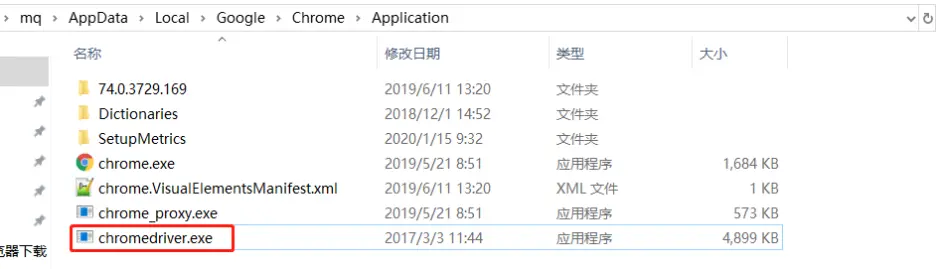 mq > AppData > Local > Google > Chrome > Application
名称 修改日期 类型 大小
74.0.3729.169 2019/6/11 13:20 文件夹
Dictionaries 2018/12/1 14:52 文件夹
SetupMetrics 2020/1/15 9:32 文件夹
chrome.exe 2019/5/21 8:51 应用程序 1,684 KB
chrome.VisualElementsManifest.xml 2019/6/11 13:20 XML 文件 1 KB
chrome_proxy.exe 2019/5/21 8:51 应用程序 573 KB
chromedriver.exe 2017/3/3 11:44 应用程序 4,899 KB
览器下载